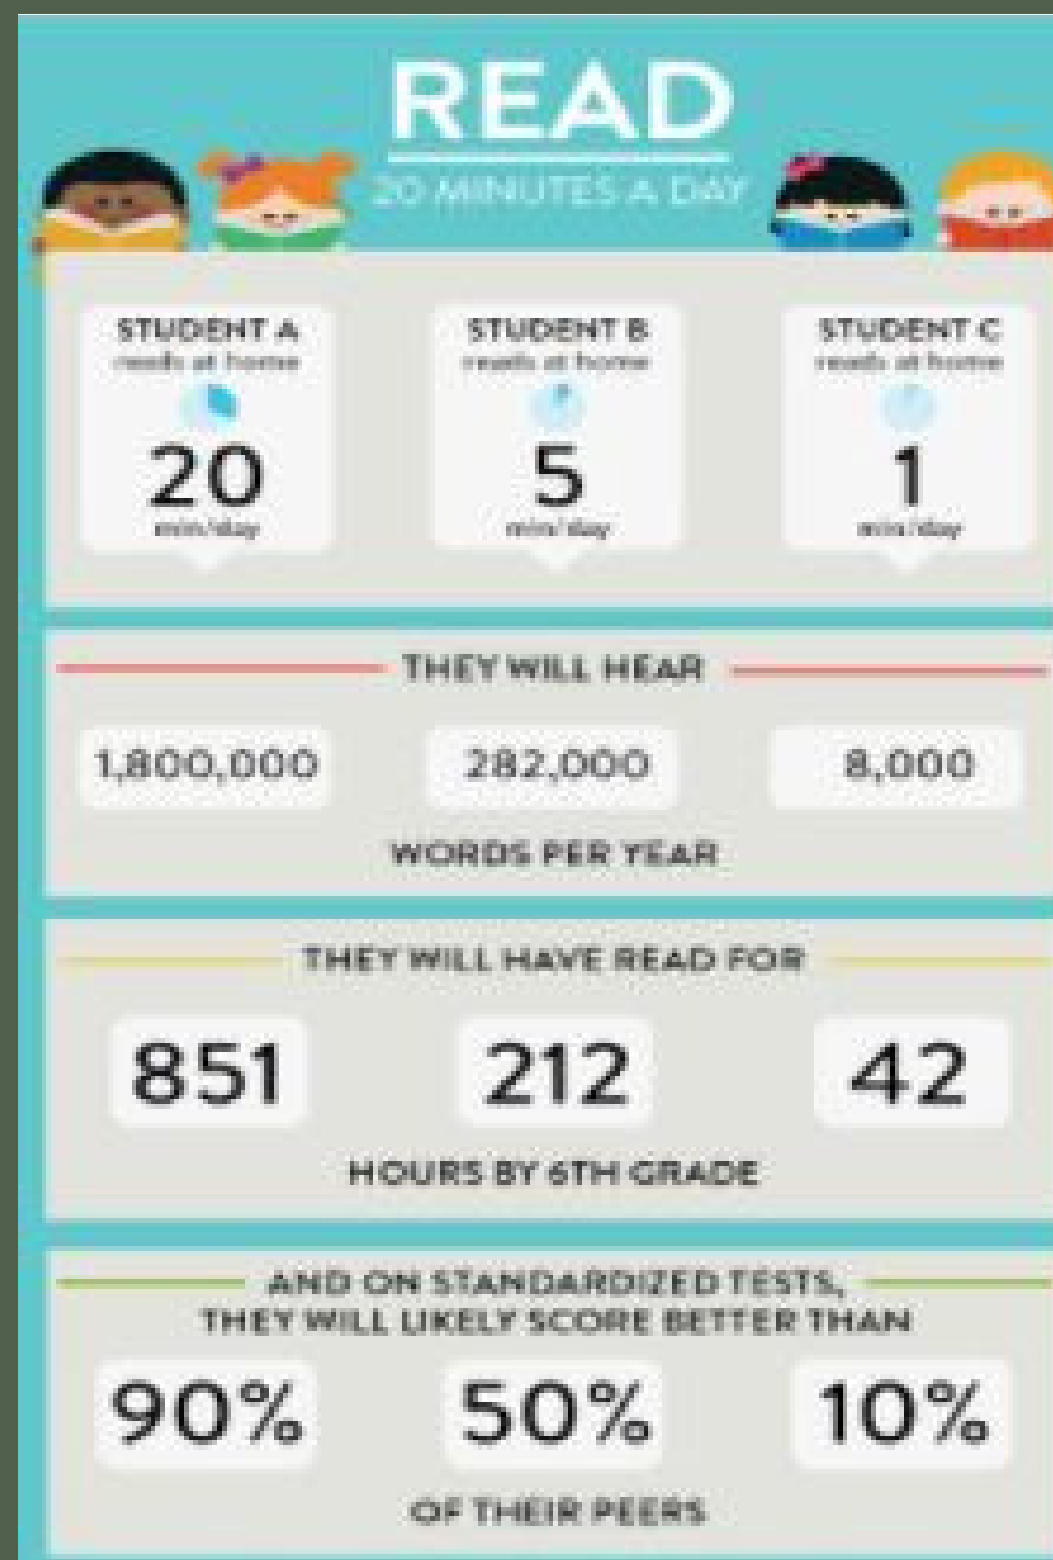 READ
20 MINUTES A DAY
STUDENT A
reads at home
20
min/day
STUDENT B
reads at home
5
min/day
STUDENT C
reads at home
1
min/day
THEY WILL HEAR
1,800,000 282,000 8,000
WORDS PER YEAR
THEY WILL HAVE READ FOR
851 212 42
HOURS BY 6TH GRADE
AND ON STANDARDIZED TESTS,
THEY WILL LIKELY SCORE BETTER THAN
90% 50% 10%
OF THEIR PEERS